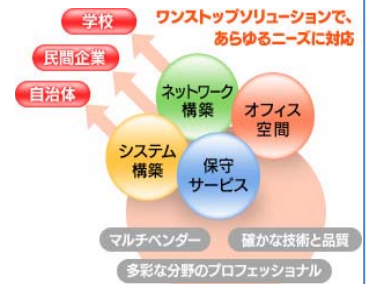 学校
ワンストップソリューションで、
あらゆるニーズに対応
民間企業
自治体
ネットワーク
構築
オフィス
空間
システム
構築
保守
サービス
マルチベンダー
確かな技術と品質
多彩な分野のプロフェッショナル